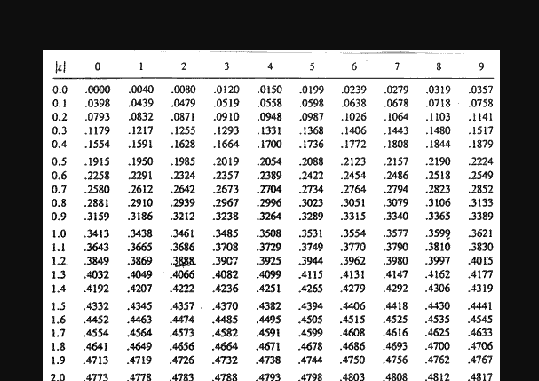 |z| 0 1 2 3 4 5 6 7 8 9
0.0 .0000 .0040 .0080 .0120 .0150 .0199 .0239 .0279 .0319 .0357
0.1 .0398 .0439 .0479 .0519 .0558 .0598 .0638 .0678 .0718 .0758
0.2 .0793 .0832 .0871 .0910 .0948 .0987 .1026 .1064 .1103 .1141
0.3 .1179 .1217 .1255 .1293 .1331 .1368 .1406 .1443 .1480 .1517
0.4 .1554 .1591 .1628 .1664 .1700 .1736 .1772 .1808 .1844 .1879
0.5 .1915 .1950 .1985 .2019 .2054 .2088 .2123 .2157 .2190 .2224
0.6 .2258 .2291 .2324 .2357 .2389 .2422 .2454 .2486 .2518 .2549
0.7 .2580 .2612 .2642 .2673 .2704 .2734 .2764 .2794 .2823 .2852
0.8 .2881 .2910 .2939 .2967 .2996 .3023 .3051 .3079 .3106 .3133
0.9 .3159 .3186 .3212 .3238 .3264 .3289 .3315 .3340 .3365 .3389
1.0 .3413 .3438 .3461 .3485 .3508 .3531 .3554 .3577 .3599 .3621
1.1 .3643 .3665 .3686 .3708 .3729 .3749 .3770 .3790 .3810 .3830
1.2 .3849 .3869 .3888 .3907 .3925 .3944 .3962 .3980 .3997 .4015
1.3 .4032 .4049 .4066 .4082 .4099 .4115 .4131 .4147 .4162 .4177
1.4 .4192 .4207 .4222 .4236 .4251 .4265 .4279 .4292 .4306 .4319
1.5 .4332 .4345 .4357 .4370 .4382 .4394 .4406 .4418 .4430 .4441
1.6 .4452 .4463 .4474 .4485 .4495 .4505 .4515 .4525 .4535 .4545
1.7 .4554 .4564 .4573 .4582 .4591 .4599 .4608 .4616 .4625 .4633
1.8 .4641 .4649 .4656 .4664 .4671 .4678 .4686 .4693 .4700 .4706
1.9 .4713 .4719 .4726 .4732 .4738 .4744 .4750 .4756 .4762 .4767
2.0 .4773 .4778 .4783 .4788 .4793 .4798 .4803 .4808 .4812 .4817